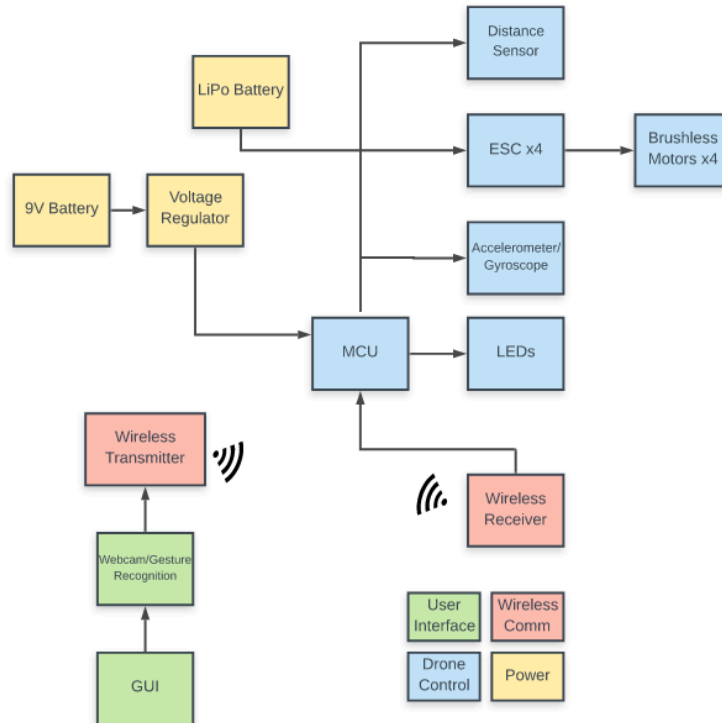 Distance
Sensor
LiPo Battery
ESC x4
Brushless
Motors x4
9V Battery
Voltage
Regulator
Accelerometer/
Gyroscope
MCU
LEDs
Wireless
Transmitter
Wireless
Receiver
Webcam/Gesture
Recognition
User
Interface
Wireless
Comm
Drone
Control
Power
GUI